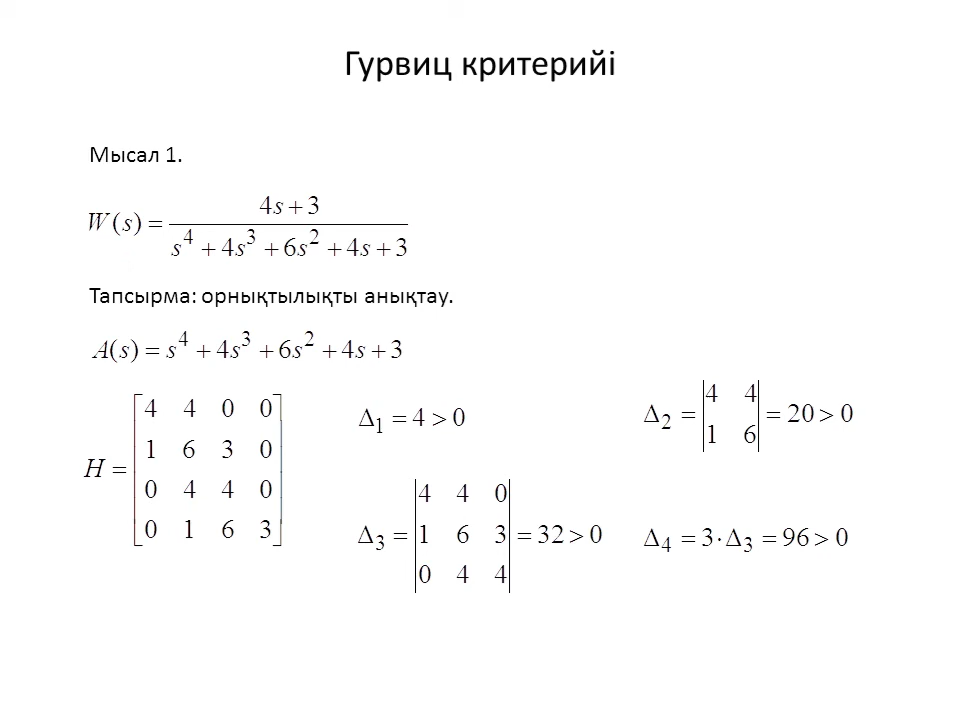 Гурвиц критерийі
Мысал 1.
W(s) = (4s + 3) / (s^4 + 4s^3 + 6s^2 + 4s + 3)
Тапсырма: орнықтылықты анықтау.
A(s) = s^4 + 4s^3 + 6s^2 + 4s + 3
H = [4 4 0 0
1 6 3 0
0 4 4 0
0 1 6 3]
Δ1 = 4 > 0
Δ2 = |4 4
1 6| = 20 > 0
Δ3 = |4 4 0
1 6 3
0 4 4| = 32 > 0
Δ4 = 3·Δ3 = 96 > 0